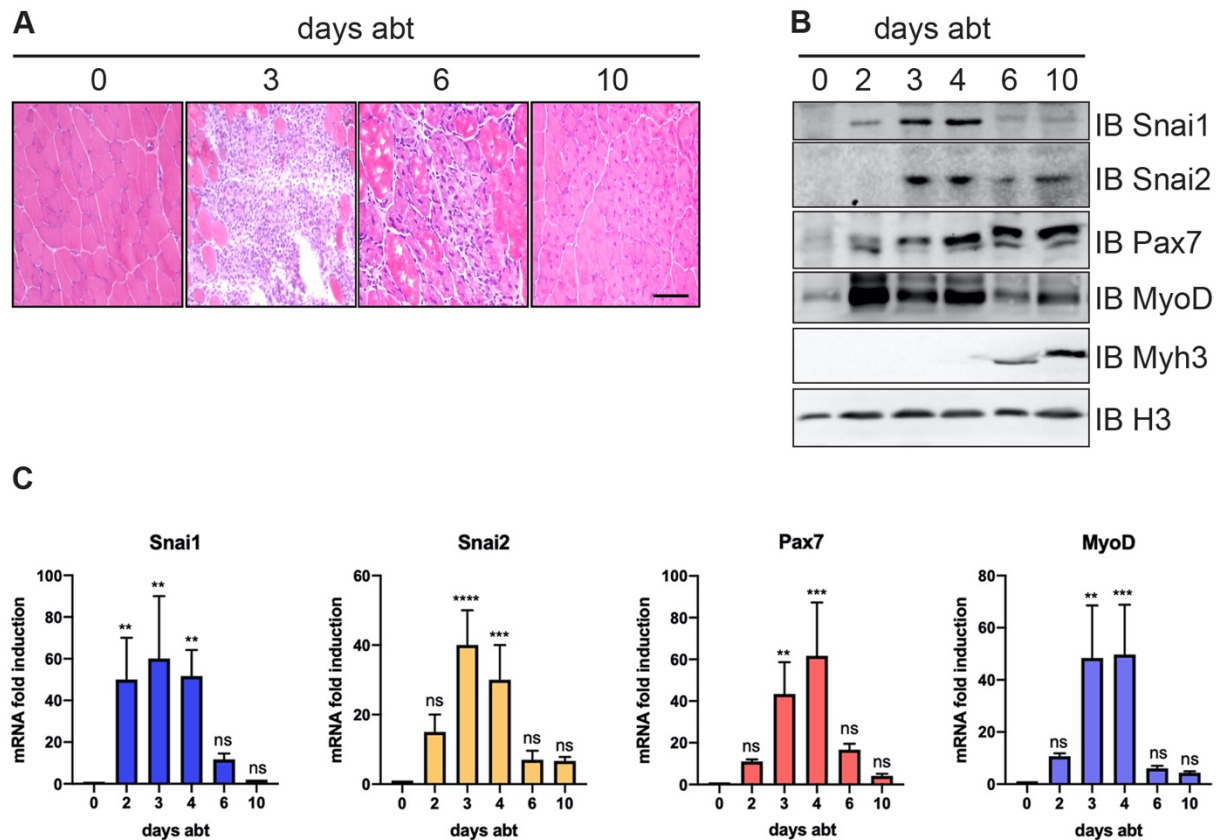 A
days abt
0 3 6 10
B
days abt
0 2 3 4 6 10
IB Snai1
IB Snai2
IB Pax7
IB MyoD
IB Myh3
IB H3
C
Snai1
mRNA fold induction
100
80
60
40
20
0
** ** ** ns ns
0 2 3 4 6 10
days abt
Snai2
mRNA fold induction
60
40
20
0
ns **** *** ns ns
0 2 3 4 6 10
days abt
Pax7
mRNA fold induction
100
80
60
40
20
0
ns ** *** ns ns
0 2 3 4 6 10
days abt
MyoD
mRNA fold induction
80
60
40
20
0
ns ** *** ns ns
0 2 3 4 6 10
days abt